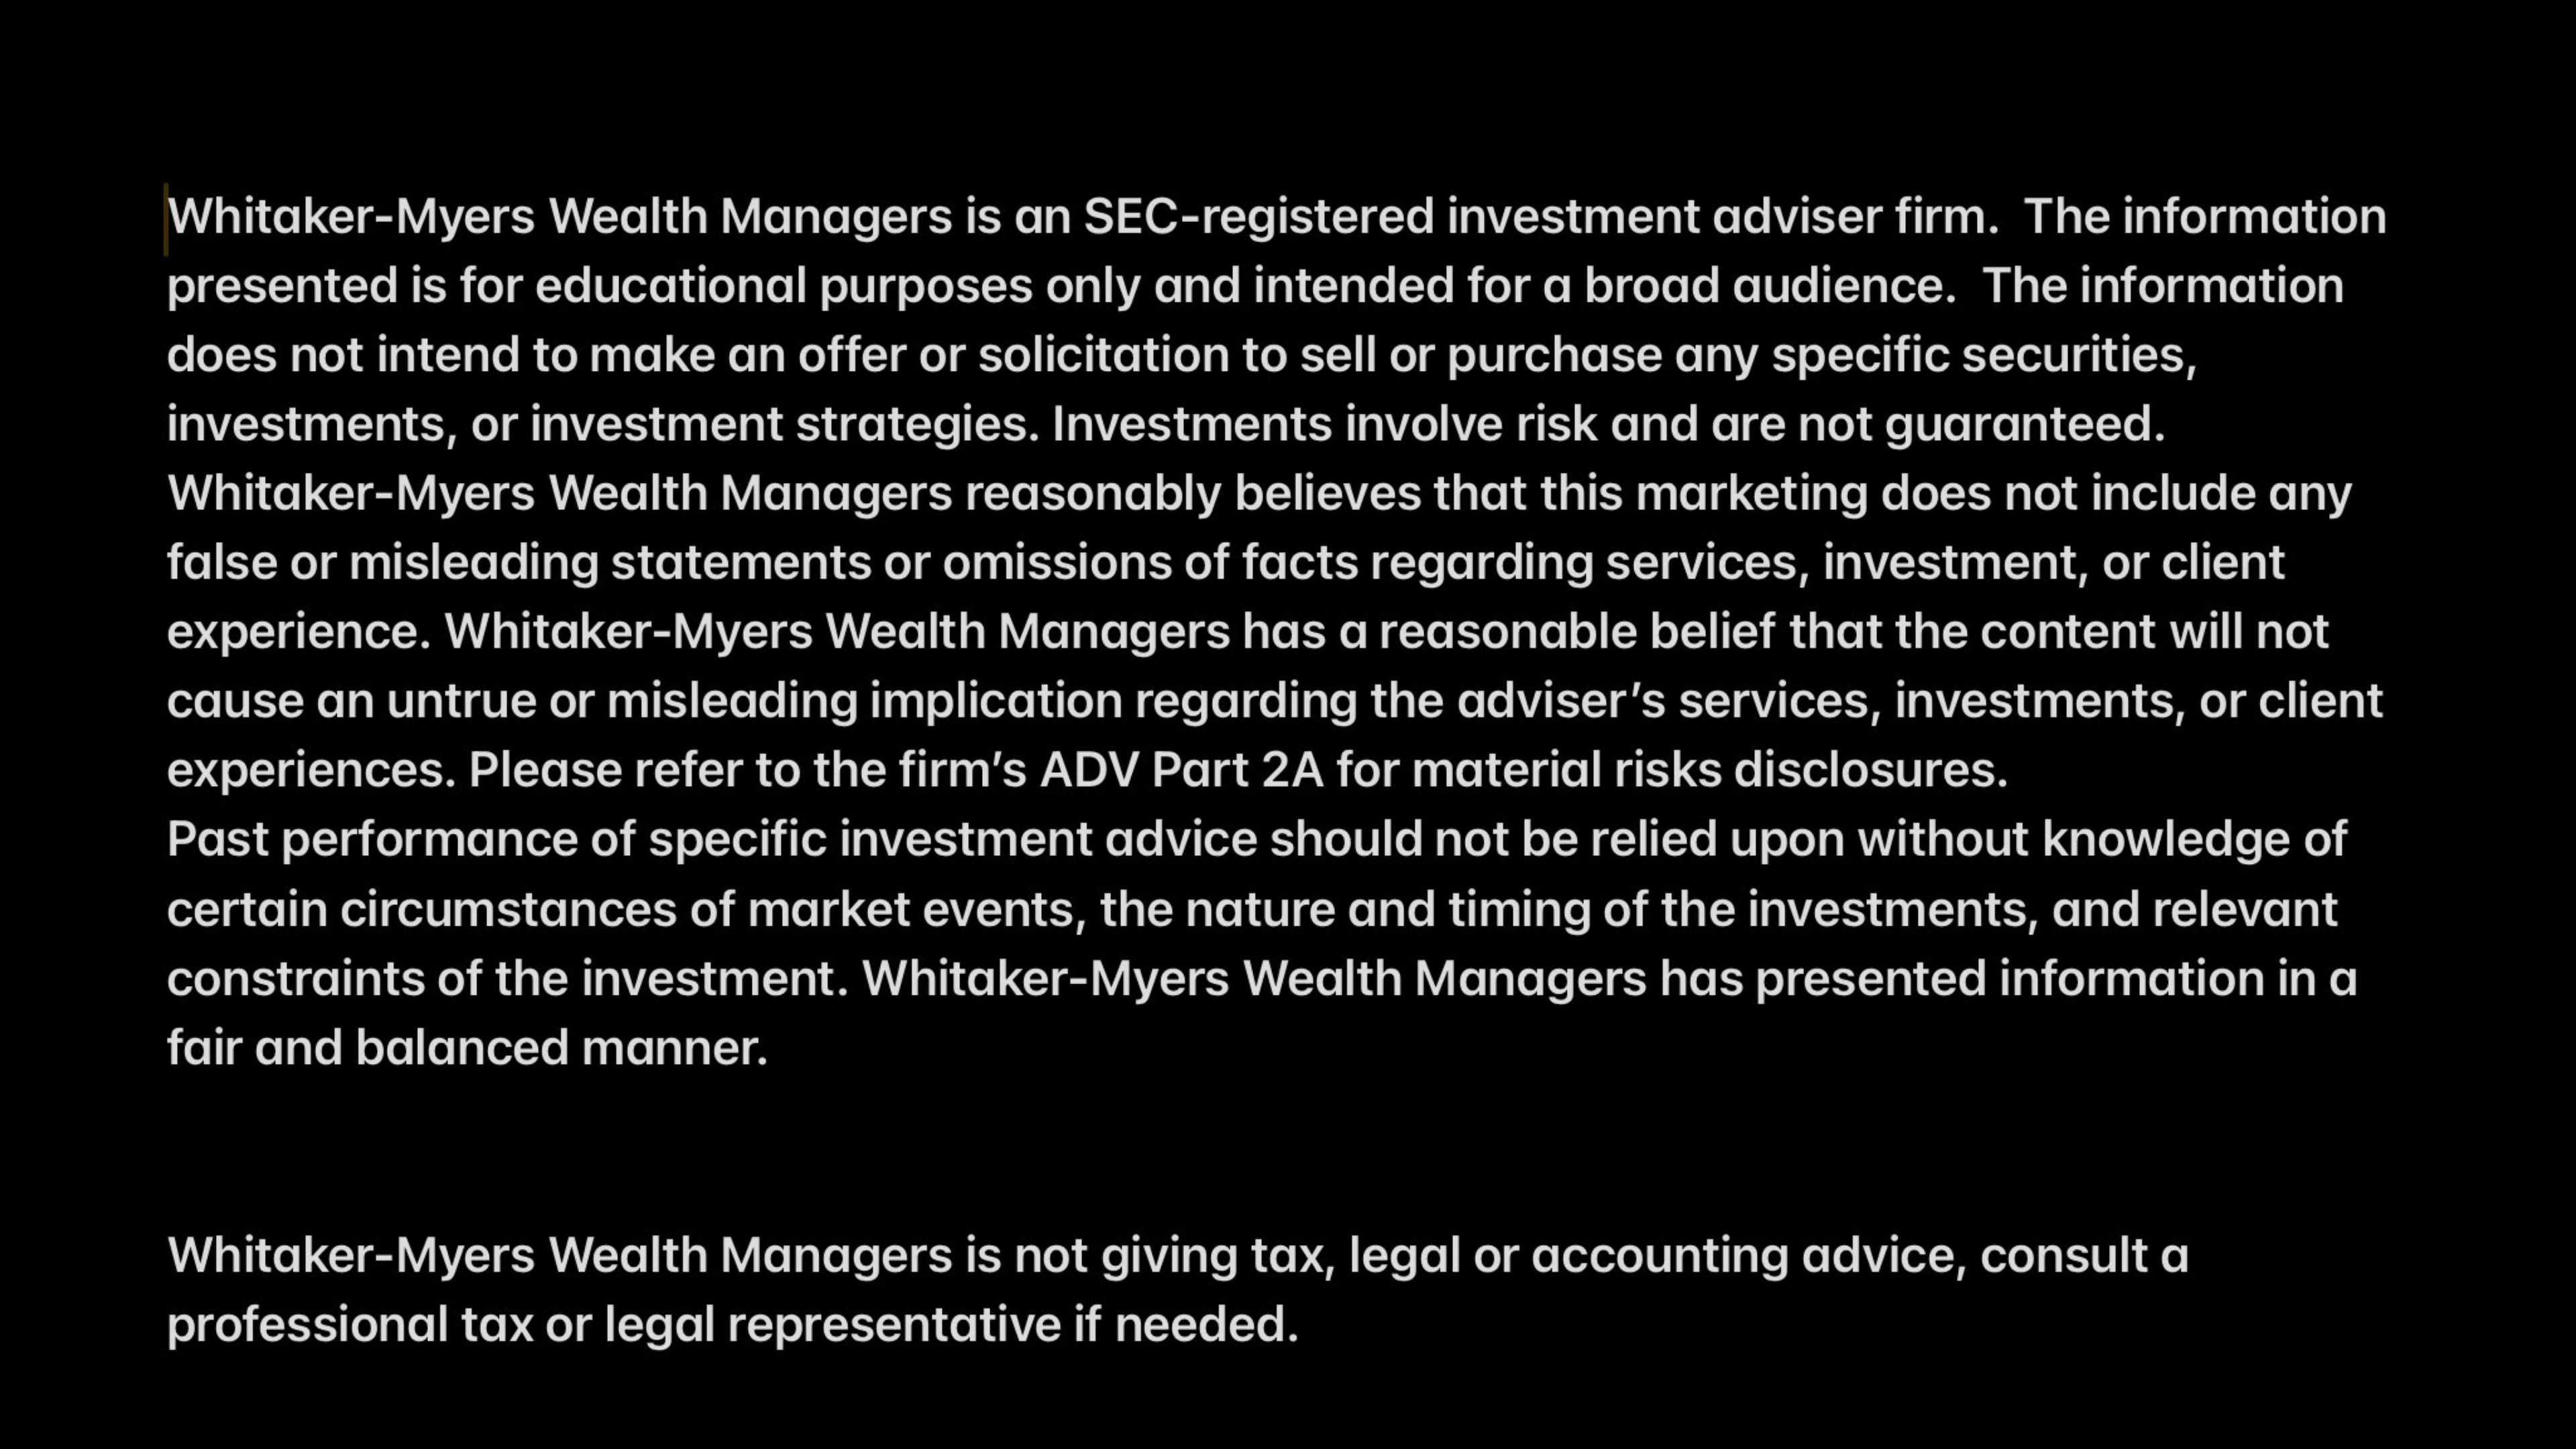 Whitaker-Myers Wealth Managers is an SEC-registered investment adviser firm.  The information
presented is for educational purposes only and intended for a broad audience.  The information
does not intend to make an offer or solicitation to sell or purchase any specific securities,
investments, or investment strategies. Investments involve risk and are not guaranteed.
Whitaker-Myers Wealth Managers reasonably believes that this marketing does not include any
false or misleading statements or omissions of facts regarding services, investment, or client
experience. Whitaker-Myers Wealth Managers has a reasonable belief that the content will not
cause an untrue or misleading implication regarding the adviser’s services, investments, or client
experiences. Please refer to the firm’s ADV Part 2A for material risks disclosures.
Past performance of specific investment advice should not be relied upon without knowledge of
certain circumstances of market events, the nature and timing of the investments, and relevant
constraints of the investment. Whitaker-Myers Wealth Managers has presented information in a
fair and balanced manner.
Whitaker-Myers Wealth Managers is not giving tax, legal or accounting advice, consult a
professional tax or legal representative if needed.